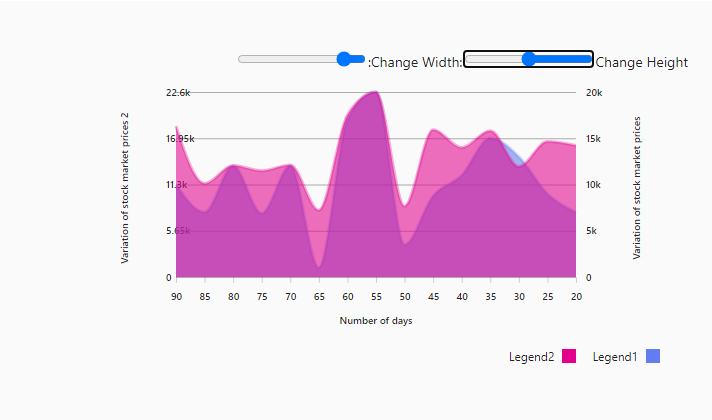 :Change Width:
Change Height
Variation of stock market prices 2
22.6k
16.95k
11.3k
5.65k
0
20k
15k
10k
5k
0
Variation of stock market prices
90 85 80 75 70 65 60 55 50 45 40 35 30 25 20
Number of days
Legend2 Legend1